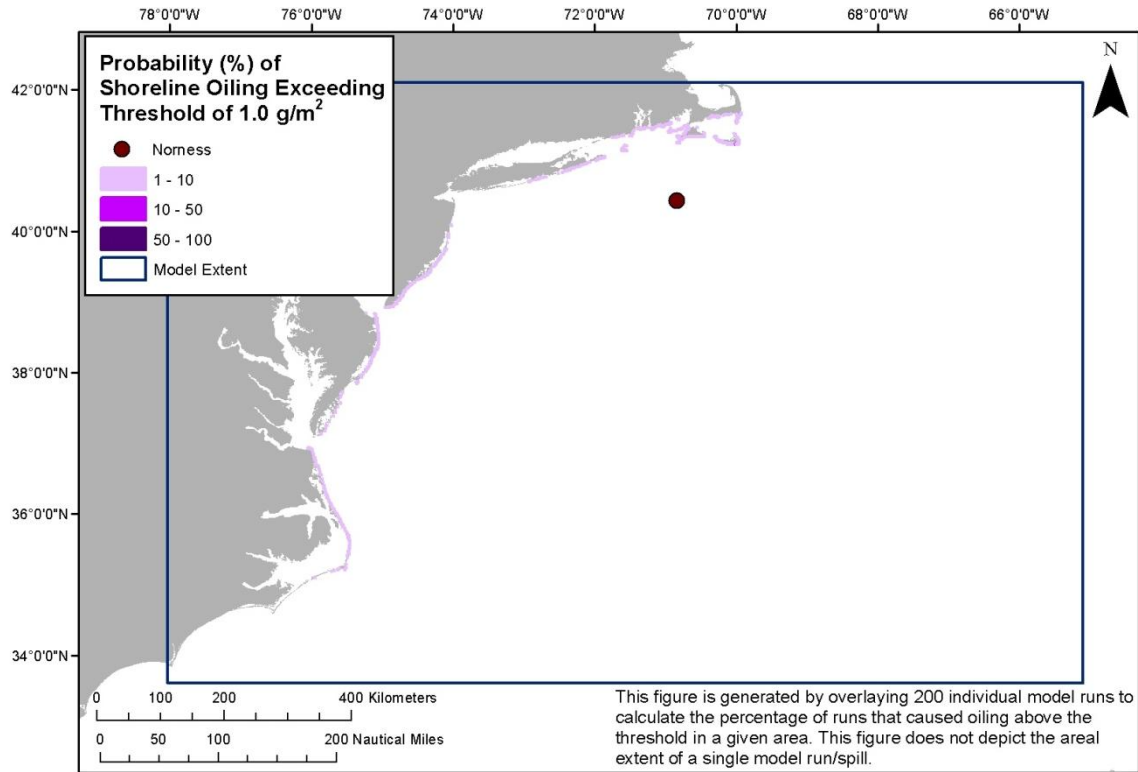 78°0'0"W 76°0'0"W 74°0'0"W 72°0'0"W 70°0'0"W 68°0'0"W 66°0'0"W
Probability (%) of
Shoreline Oiling Exceeding
Threshold of 1.0 g/m²
Norness
1 - 10
10 - 50
50 - 100
Model Extent
N
42°0'0"N
40°0'0"N
38°0'0"N
36°0'0"N
34°0'0"N
0 100 200 400 Kilometers
0 50 100 200 Nautical Miles
This figure is generated by overlaying 200 individual model runs to
calculate the percentage of runs that caused oiling above the
threshold in a given area. This figure does not depict the areal
extent of a single model run/spill.